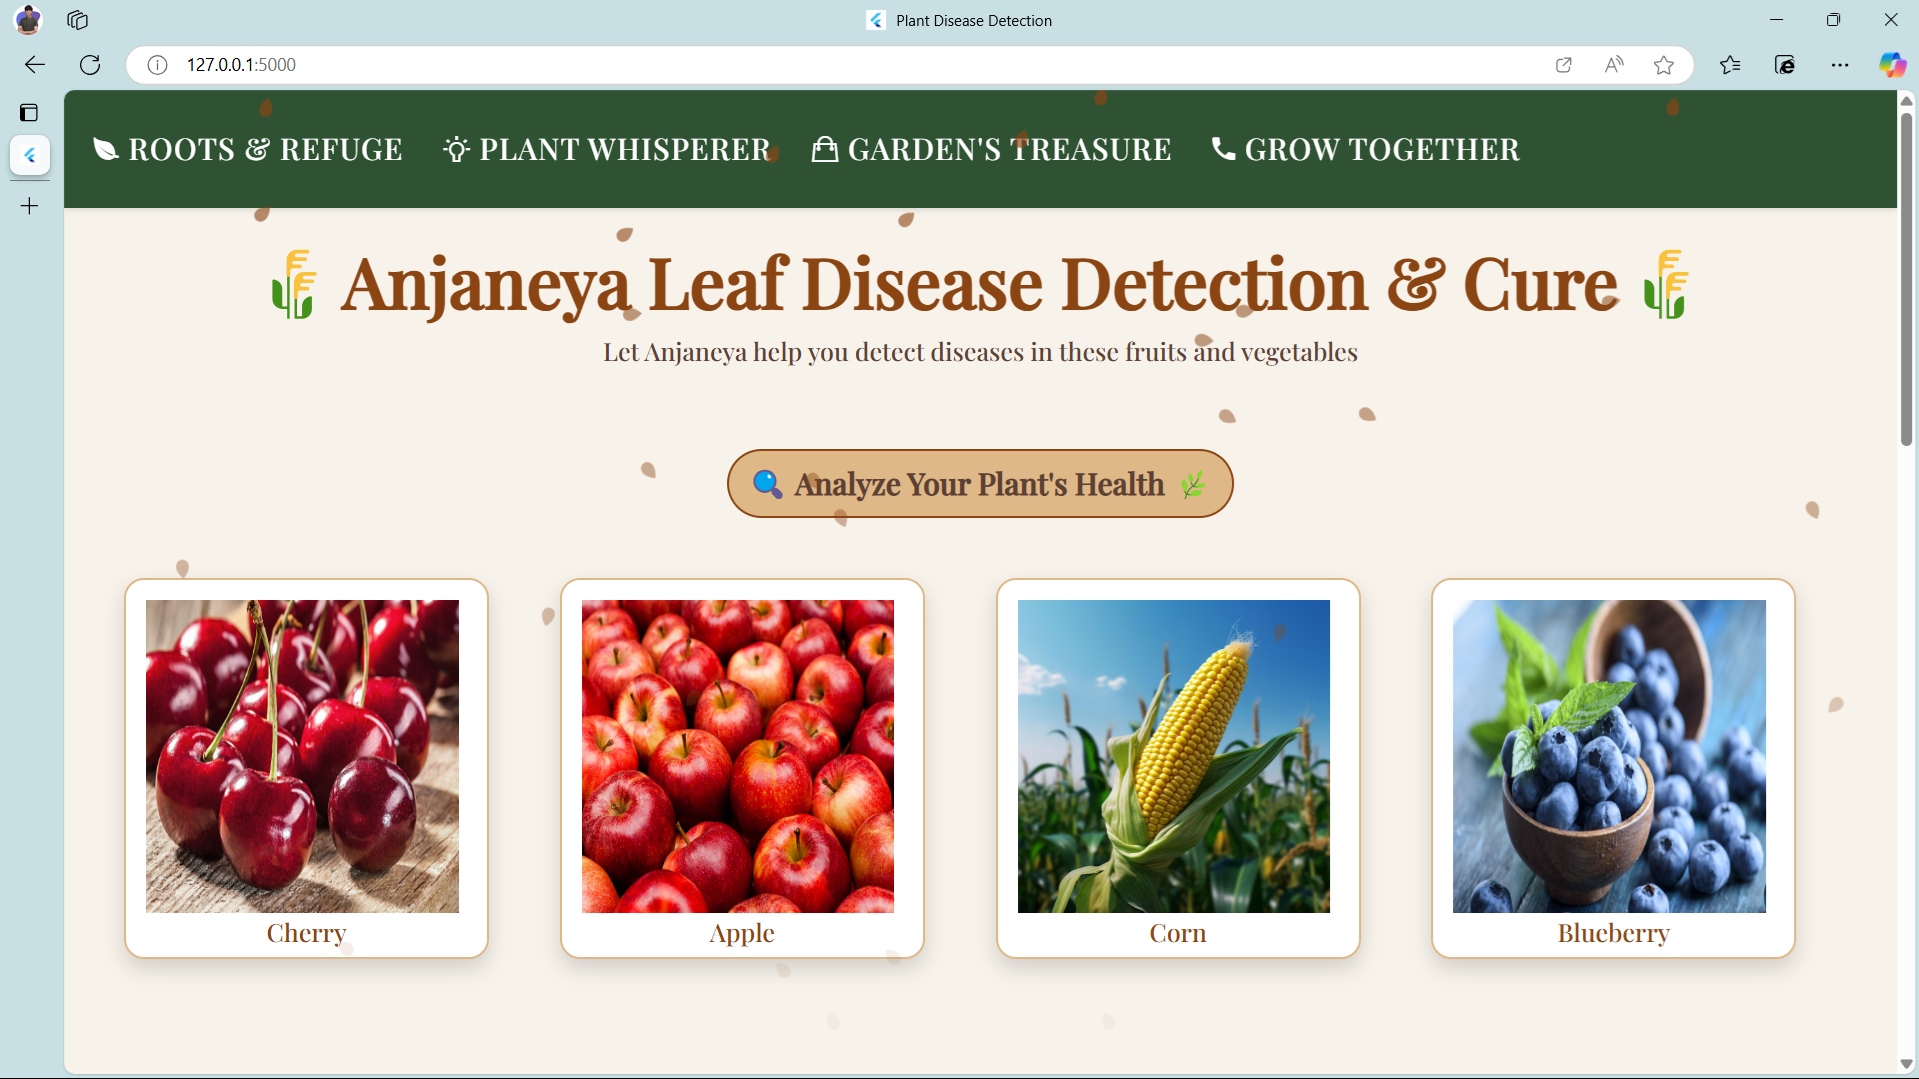 Plant Disease Detection
127.0.0.1:5000
ROOTS & REFUGE PLANT WHISPERER GARDEN'S TREASURE GROW TOGETHER
Anjaneya Leaf Disease Detection & Cure
Let Anjaneya help you detect diseases in these fruits and vegetables
Analyze Your Plant's Health
Cherry Apple Corn Blueberry